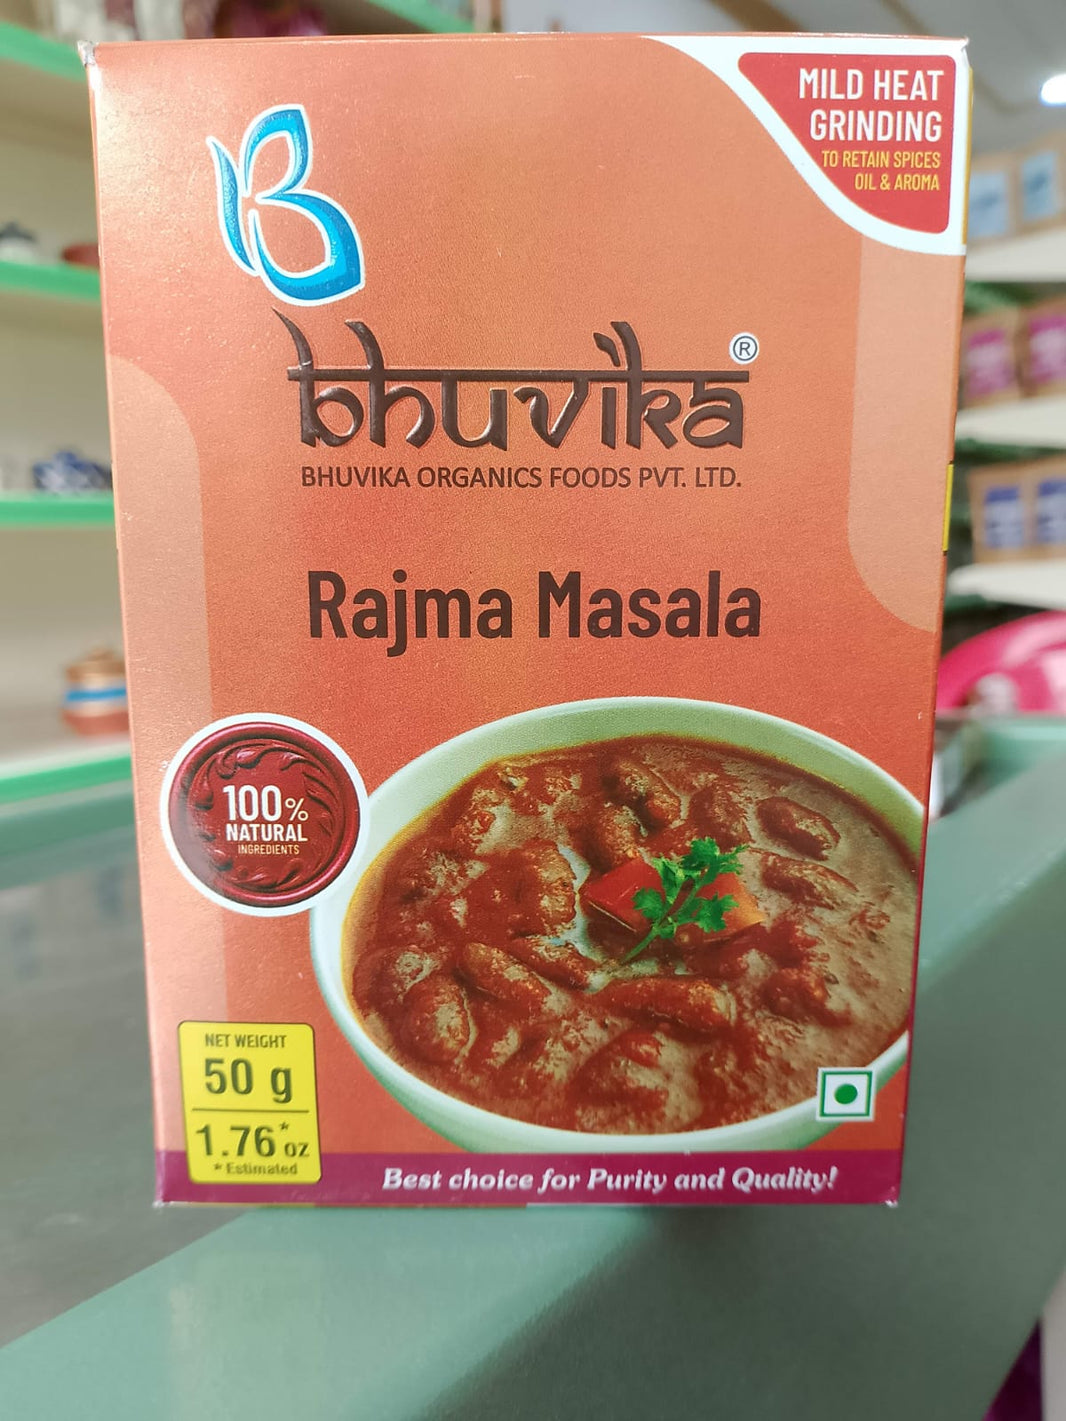 MILD HEAT
GRINDING
TO RETAIN SPICES
OIL & AROMA
B
bhuvika®
BHUVIKA ORGANICS FOODS PVT. LTD.
Rajma Masala
100%
NATURAL
INGREDIENTS
NET WEIGHT
50 g
1.76* oz
* Estimated
Best choice for Purity and Quality!